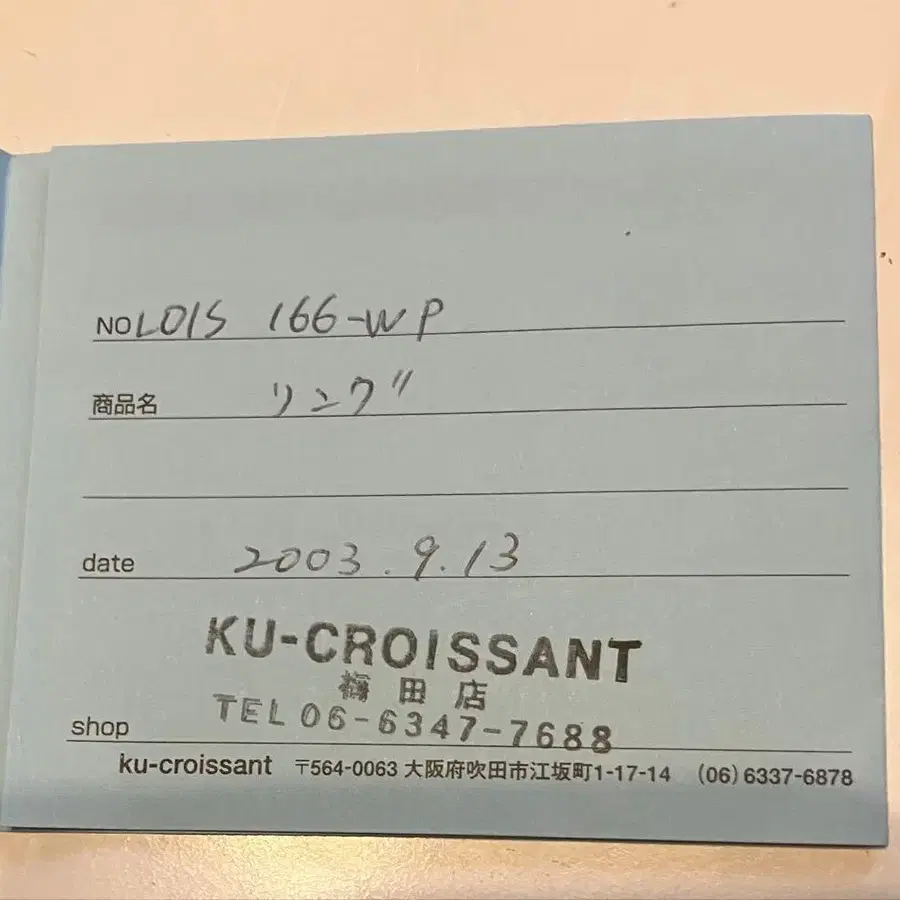 NO LOIS 166-WP
商品名 リング
date 2003.9.13
KU-CROISSANT
梅田店
TEL 06-6347-7688
shop
ku-croissant 〒564-0063 大阪府吹田市江坂町1-17-14 (06)6337-6878